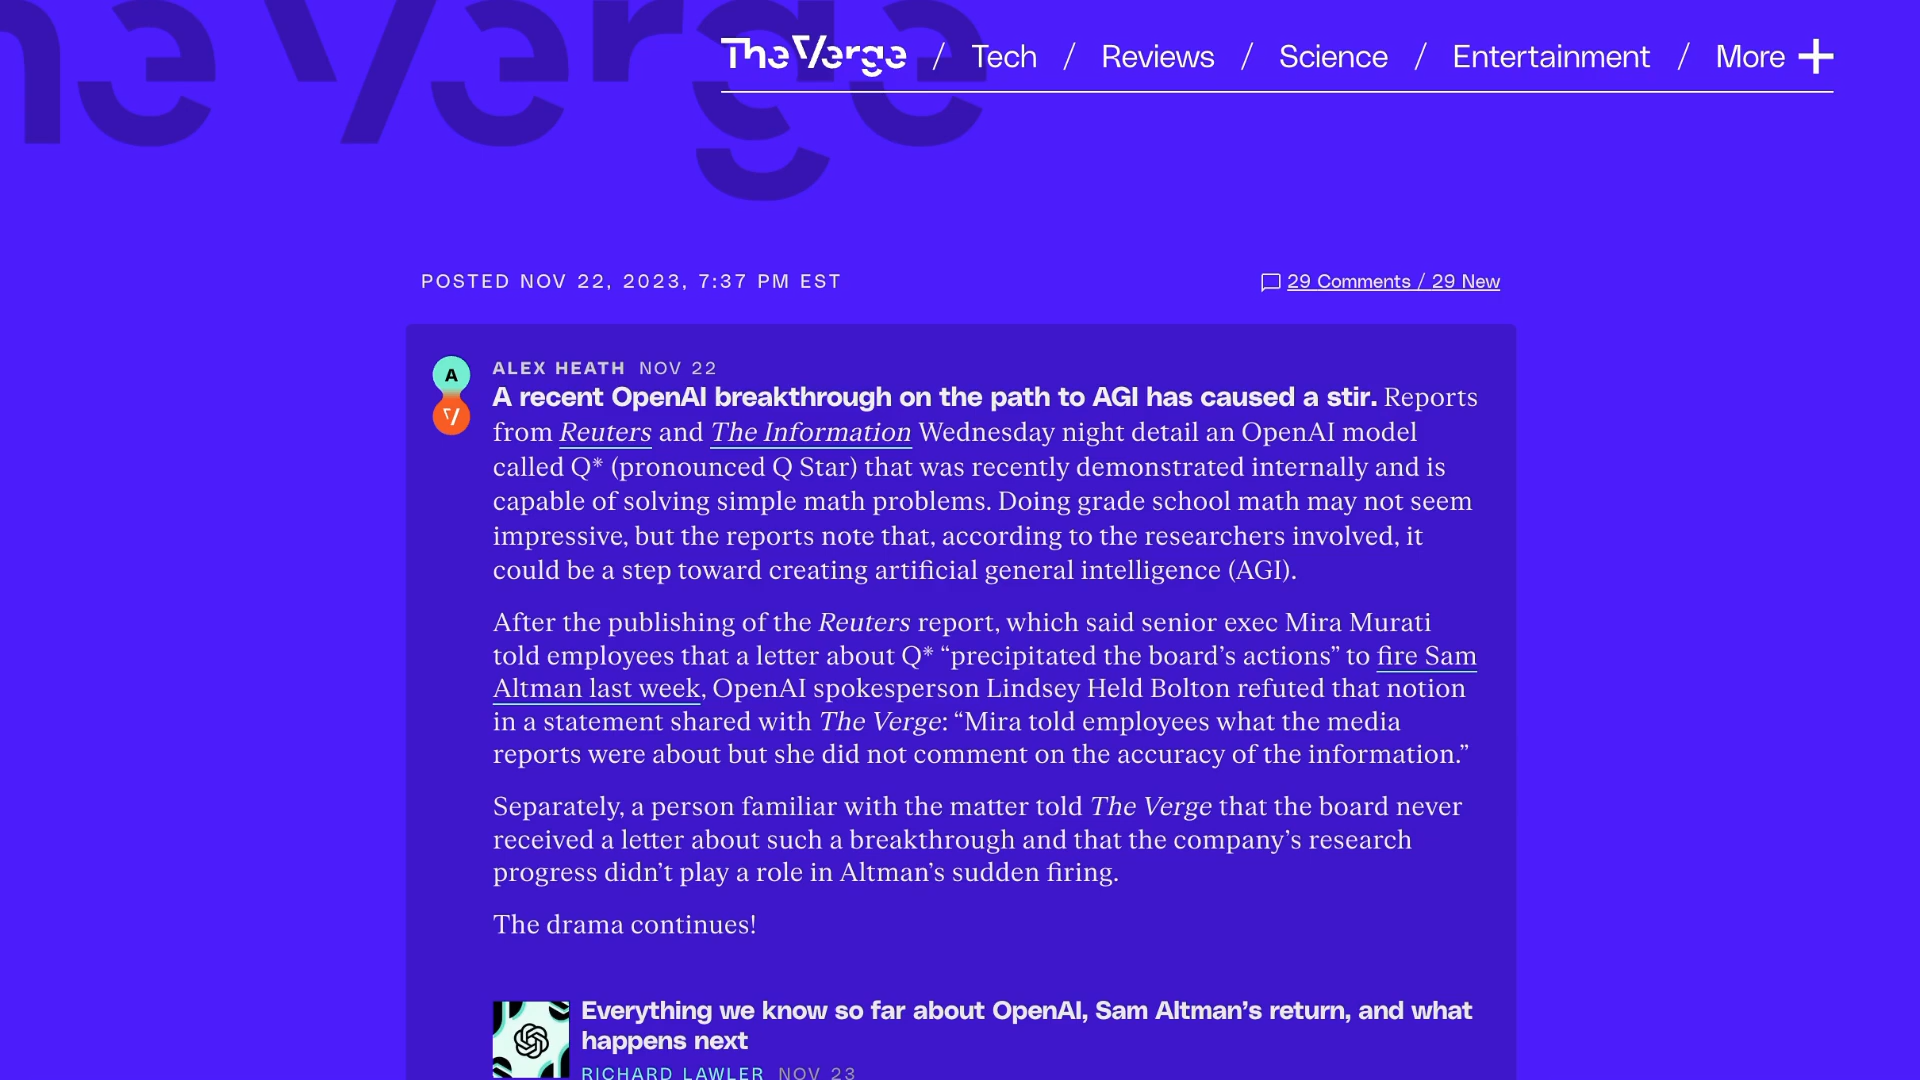 The Verge
The Verge / Tech / Reviews / Science / Entertainment / More +
POSTED NOV 22, 2023, 7:37 PM EST
29 Comments / 29 New
A
ALEX HEATH NOV 22
A recent OpenAI breakthrough on the path to AGI has caused a stir. Reports
from Reuters and The Information Wednesday night detail an OpenAI model
called Q* (pronounced Q Star) that was recently demonstrated internally and is
capable of solving simple math problems. Doing grade school math may not seem
impressive, but the reports note that, according to the researchers involved, it
could be a step toward creating artificial general intelligence (AGI).
After the publishing of the Reuters report, which said senior exec Mira Murati
told employees that a letter about Q* “precipitated the board’s actions” to fire Sam
Altman last week, OpenAI spokesperson Lindsey Held Bolton refuted that notion
in a statement shared with The Verge: “Mira told employees what the media
reports were about but she did not comment on the accuracy of the information.”
Separately, a person familiar with the matter told The Verge that the board never
received a letter about such a breakthrough and that the company’s research
progress didn’t play a role in Altman’s sudden firing.
The drama continues!
Everything we know so far about OpenAI, Sam Altman’s return, and what
happens next
RICHARD LAWLER NOV 23